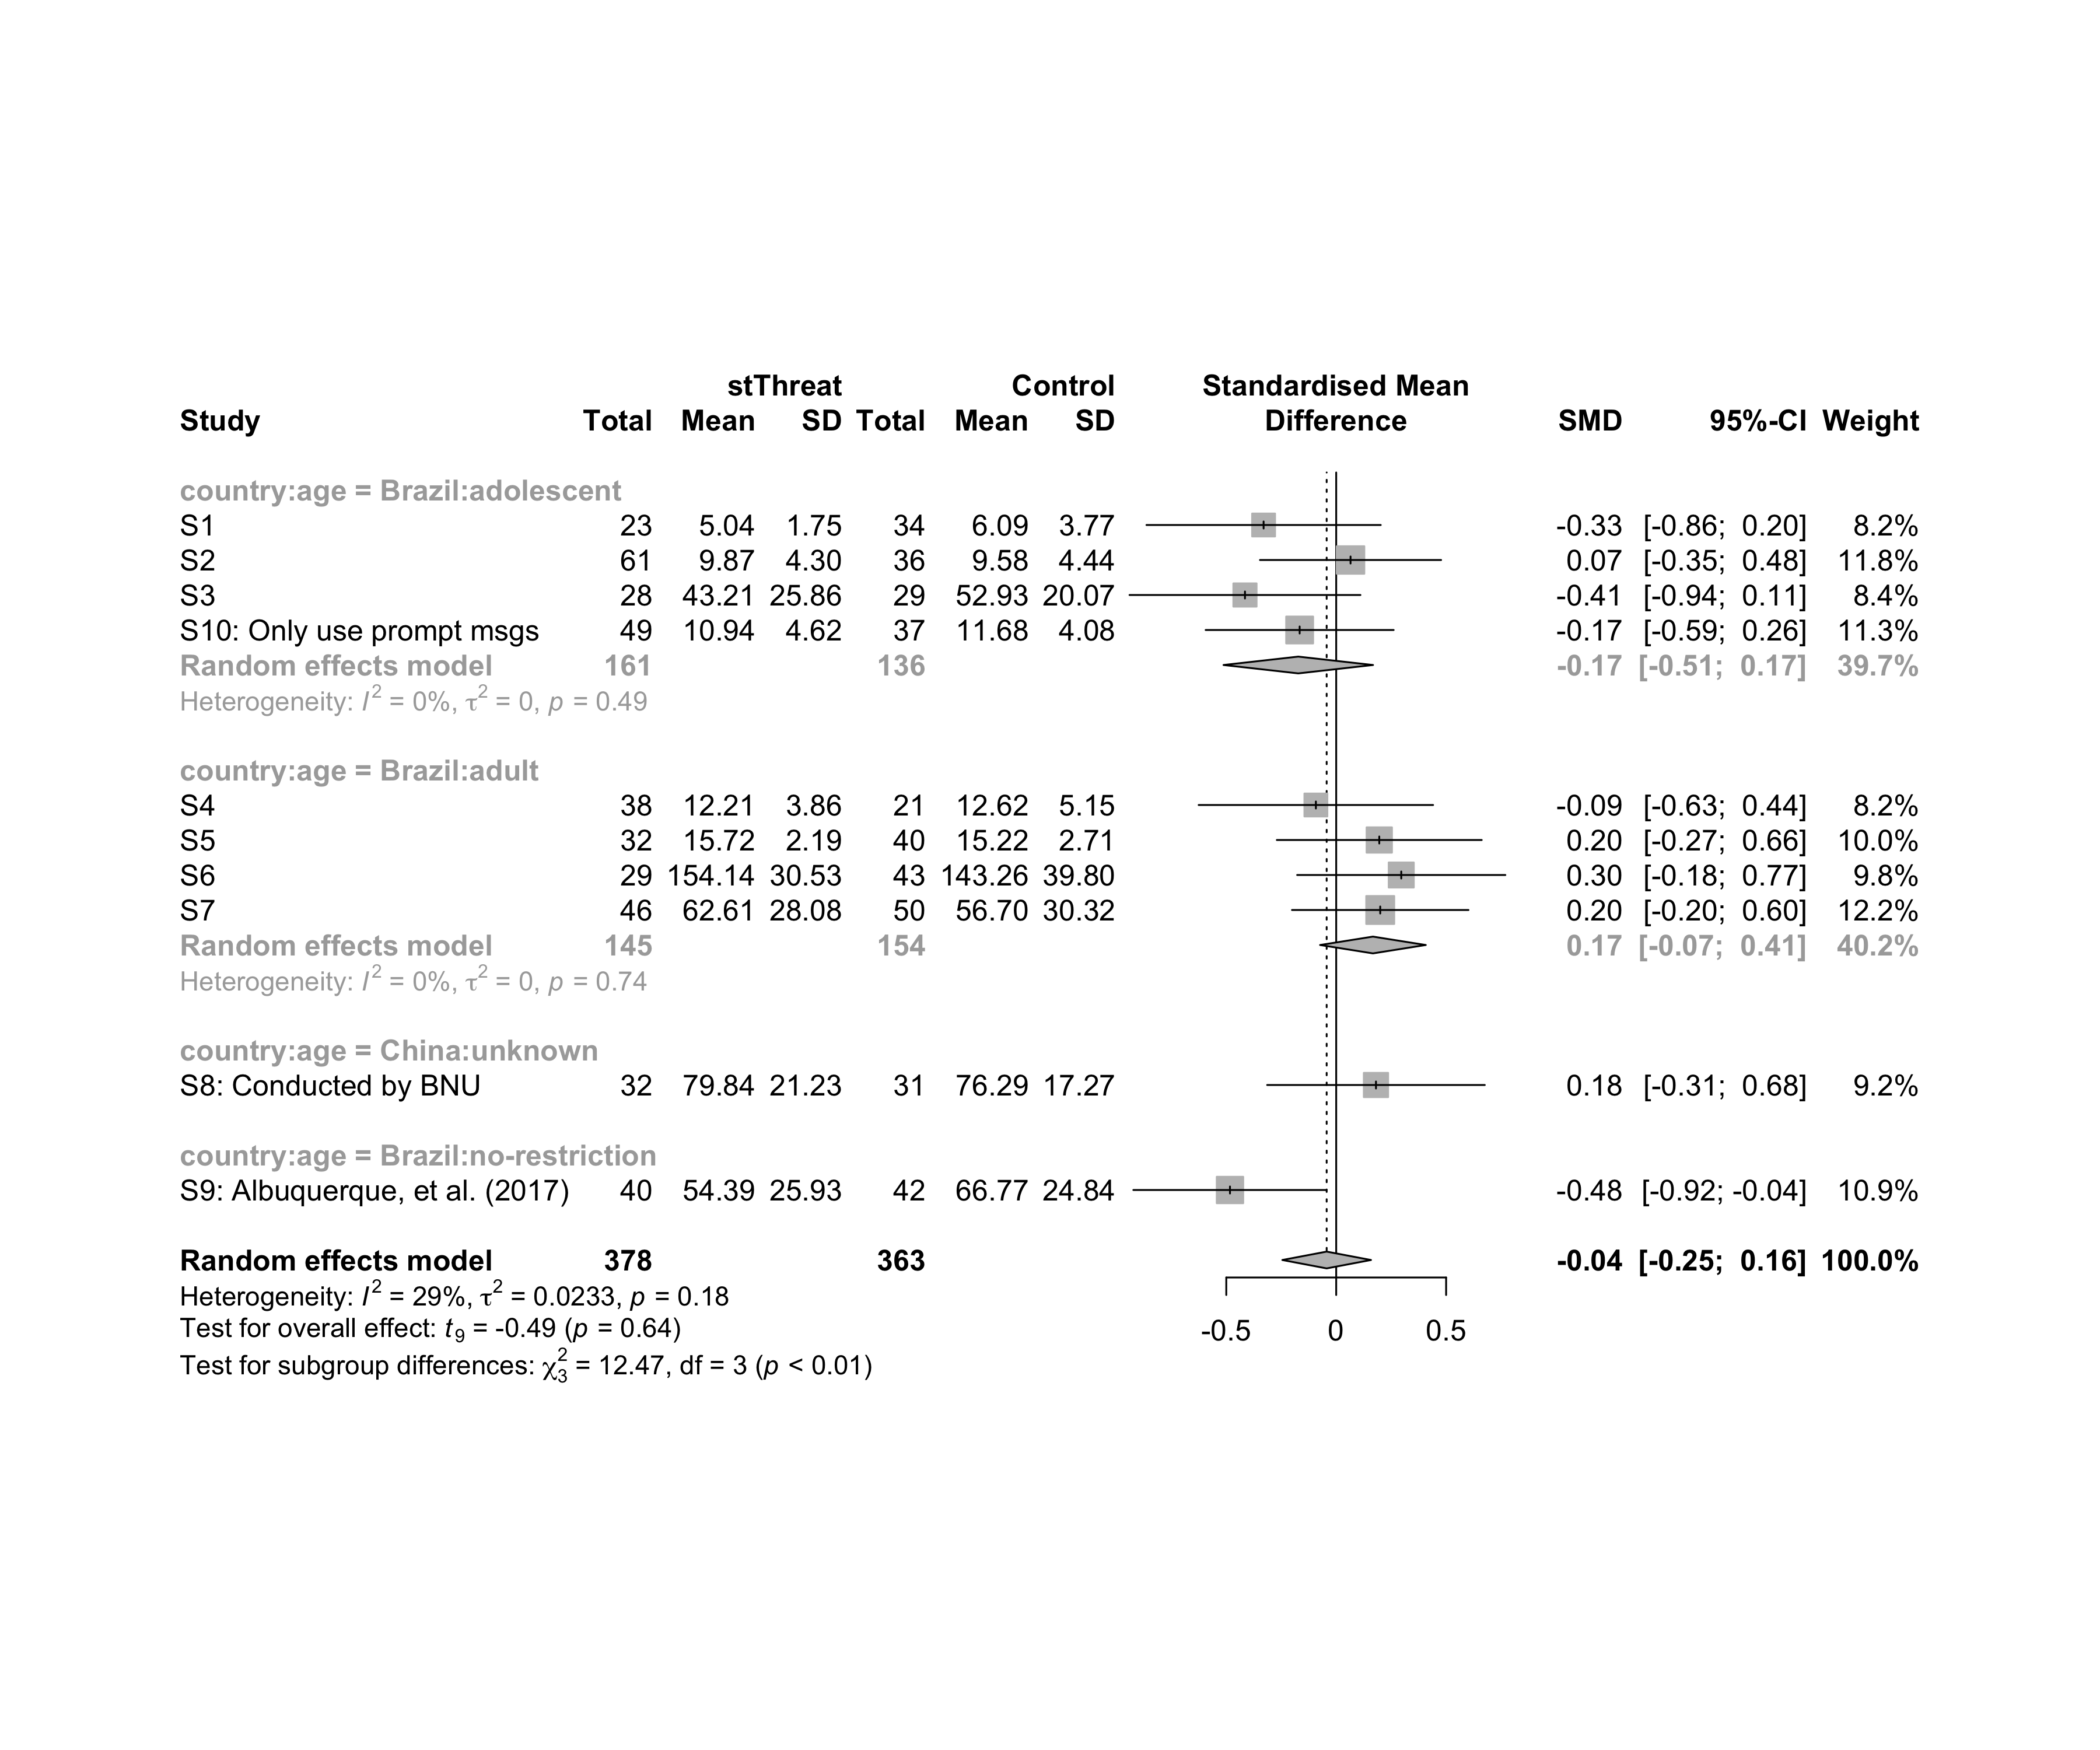 stThreat Control Standardised Mean
Study Total Mean SD Total Mean SD Difference SMD 95%-CI Weight
country:age = Brazil:adolescent
S1 23 5.04 1.75 34 6.09 3.77 -0.33 [-0.86; 0.20] 8.2%
S2 61 9.87 4.30 36 9.58 4.44 0.07 [-0.35; 0.48] 11.8%
S3 28 43.21 25.86 29 52.93 20.07 -0.41 [-0.94; 0.11] 8.4%
S10: Only use prompt msgs 49 10.94 4.62 37 11.68 4.08 -0.17 [-0.59; 0.26] 11.3%
Random effects model 161 136 -0.17 [-0.51; 0.17] 39.7%
Heterogeneity: I² = 0%, τ² = 0, p = 0.49
country:age = Brazil:adult
S4 38 12.21 3.86 21 12.62 5.15 -0.09 [-0.63; 0.44] 8.2%
S5 32 15.72 2.19 40 15.22 2.71 0.20 [-0.27; 0.66] 10.0%
S6 29 154.14 30.53 43 143.26 39.80 0.30 [-0.18; 0.77] 9.8%
S7 46 62.61 28.08 50 56.70 30.32 0.20 [-0.20; 0.60] 12.2%
Random effects model 145 154 0.17 [-0.07; 0.41] 40.2%
Heterogeneity: I² = 0%, τ² = 0, p = 0.74
country:age = China:unknown
S8: Conducted by BNU 32 79.84 21.23 31 76.29 17.27 0.18 [-0.31; 0.68] 9.2%
country:age = Brazil:no-restriction
S9: Albuquerque, et al. (2017) 40 54.39 25.93 42 66.77 24.84 -0.48 [-0.92; -0.04] 10.9%
Random effects model 378 363 -0.04 [-0.25; 0.16] 100.0%
Heterogeneity: I² = 29%, τ² = 0.0233, p = 0.18
Test for overall effect: t₉ = -0.49 (p = 0.64)
-0.5 0 0.5
Test for subgroup differences: χ²₃ = 12.47, df = 3 (p < 0.01)